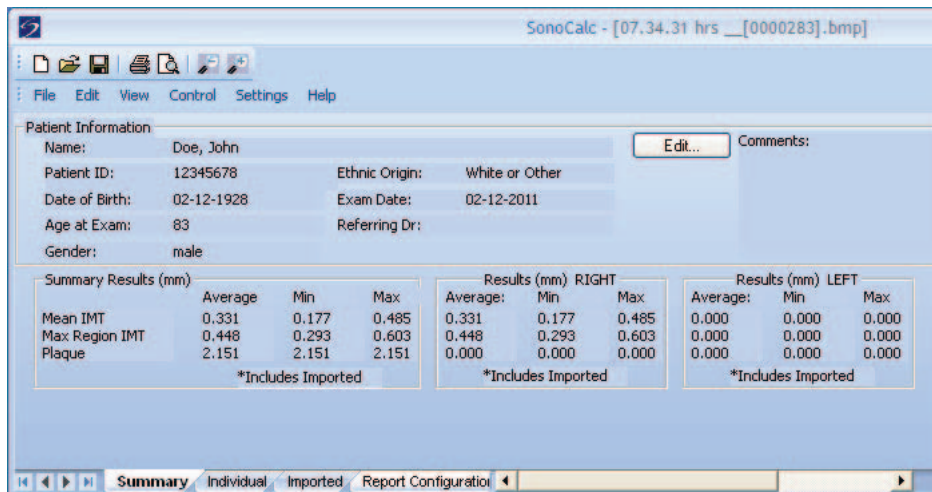 SonoCalc - [07.34.31 hrs __[0000283].bmp]
File Edit View Control Settings Help
Patient Information
Name: Doe, John
Edit...
Comments:
Patient ID: 12345678 Ethnic Origin: White or Other
Date of Birth: 02-12-1928 Exam Date: 02-12-2011
Age at Exam: 83 Referring Dr:
Gender: male
Summary Results (mm) Results (mm) RIGHT Results (mm) LEFT
Average Min Max Average: Min Max Average: Min Max
Mean IMT 0.331 0.177 0.485 0.331 0.177 0.485 0.000 0.000 0.000
Max Region IMT 0.448 0.293 0.603 0.448 0.293 0.603 0.000 0.000 0.000
Plaque 2.151 2.151 2.151 0.000 0.000 0.000 0.000 0.000 0.000
*Includes Imported *Includes Imported *Includes Imported
Summary Individual Imported Report Configuratio